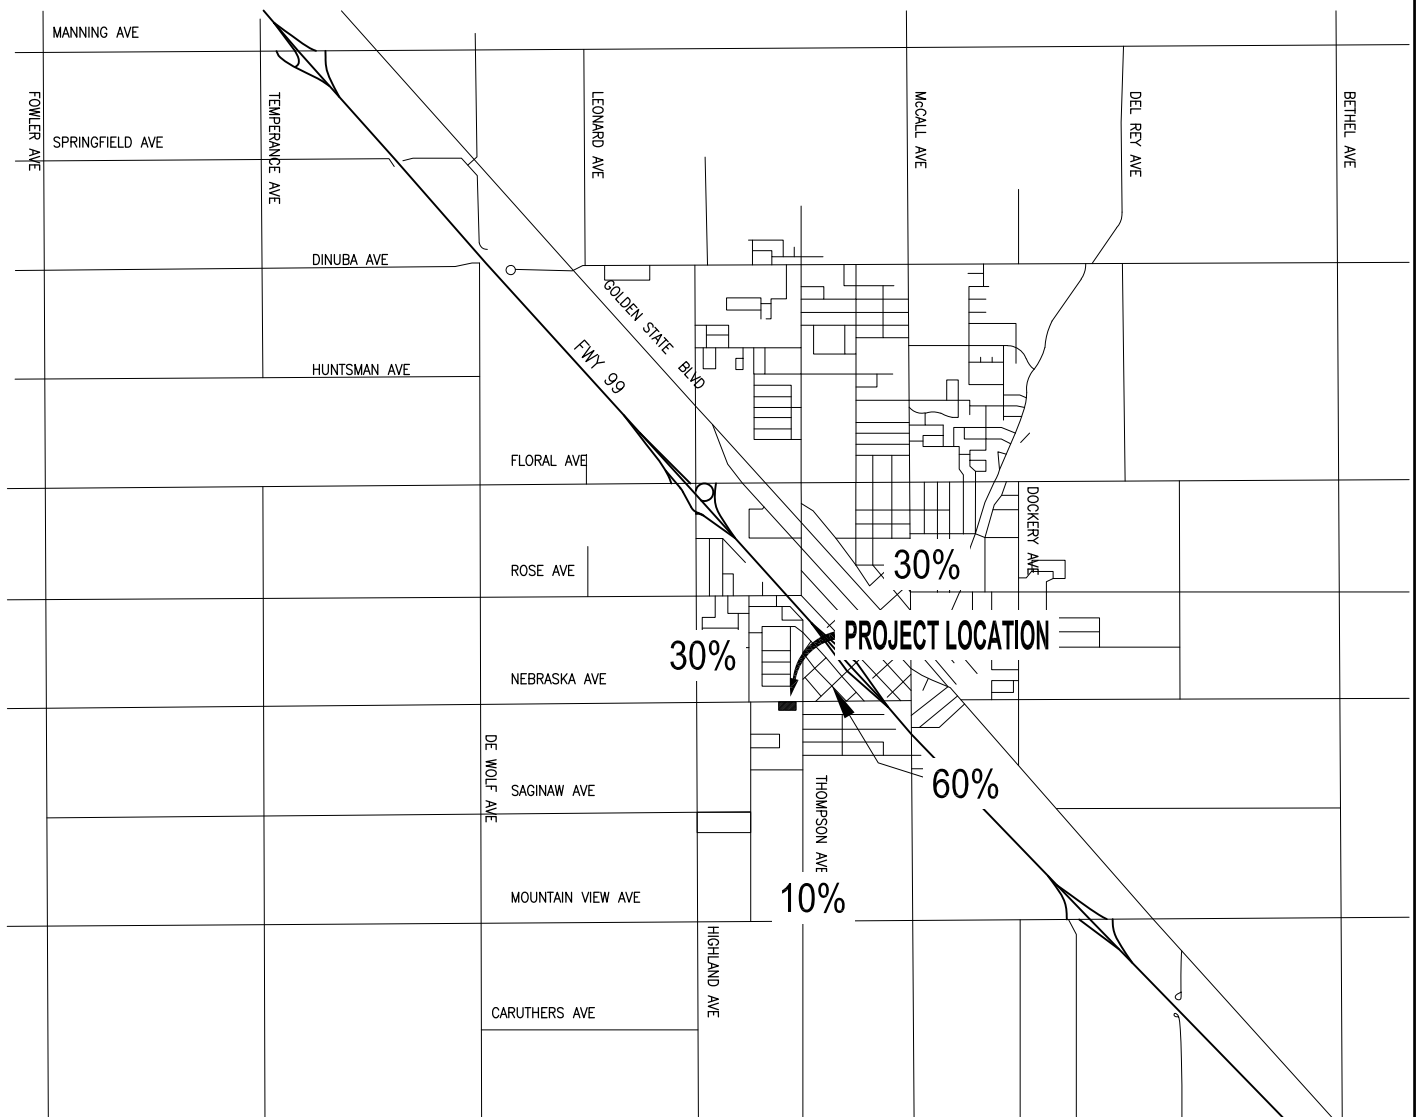 MANNING AVE
FOWLER AVE
TEMPERANCE AVE
LEONARD AVE
McCALL AVE
DEL REY AVE
BETHEL AVE
SPRINGFIELD AVE
DINUBA AVE
GOLDEN STATE BLVD
FWY 99
HUNTSMAN AVE
FLORAL AVE
DOCKERY AVE
ROSE AVE
30%
PROJECT LOCATION
30%
NEBRASKA AVE
DE WOLF AVE
SAGINAW AVE
THOMPSON AVE
60%
MOUNTAIN VIEW AVE
10%
HIGHLAND AVE
CARUTHERS AVE